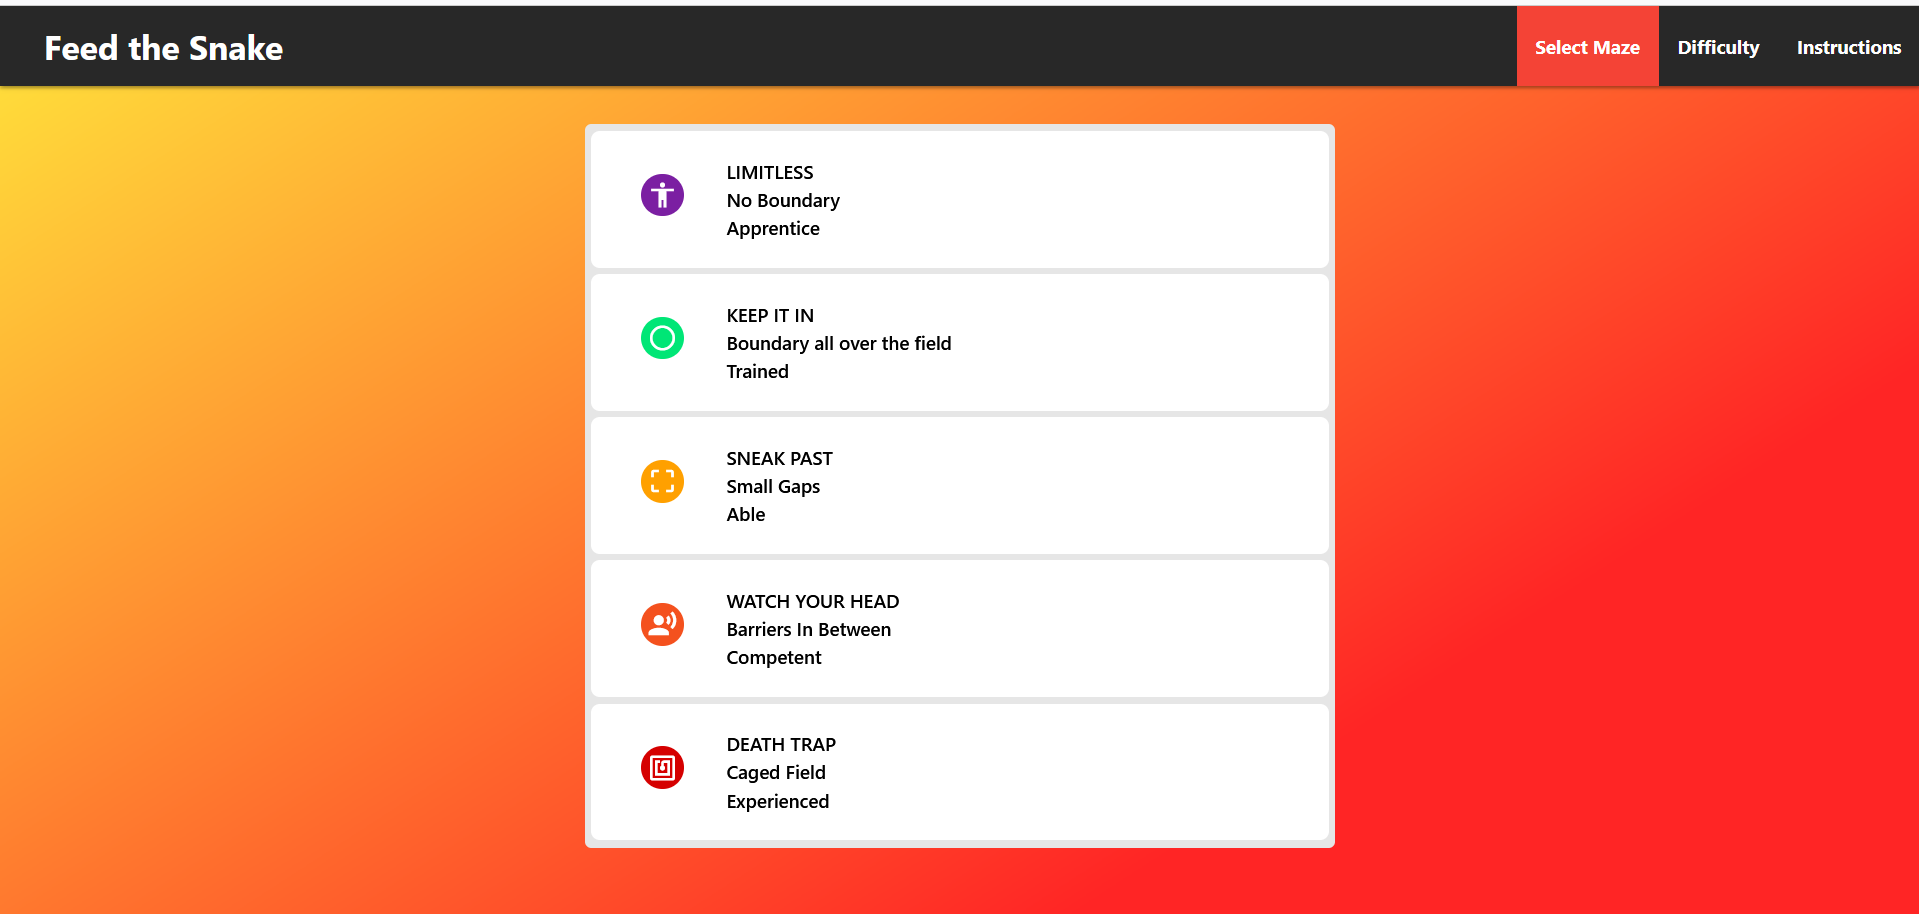 Feed the Snake
Select Maze
Difficulty
Instructions
LIMITLESS
No Boundary
Apprentice
KEEP IT IN
Boundary all over the field
Trained
SNEAK PAST
Small Gaps
Able
WATCH YOUR HEAD
Barriers In Between
Competent
DEATH TRAP
Caged Field
Experienced